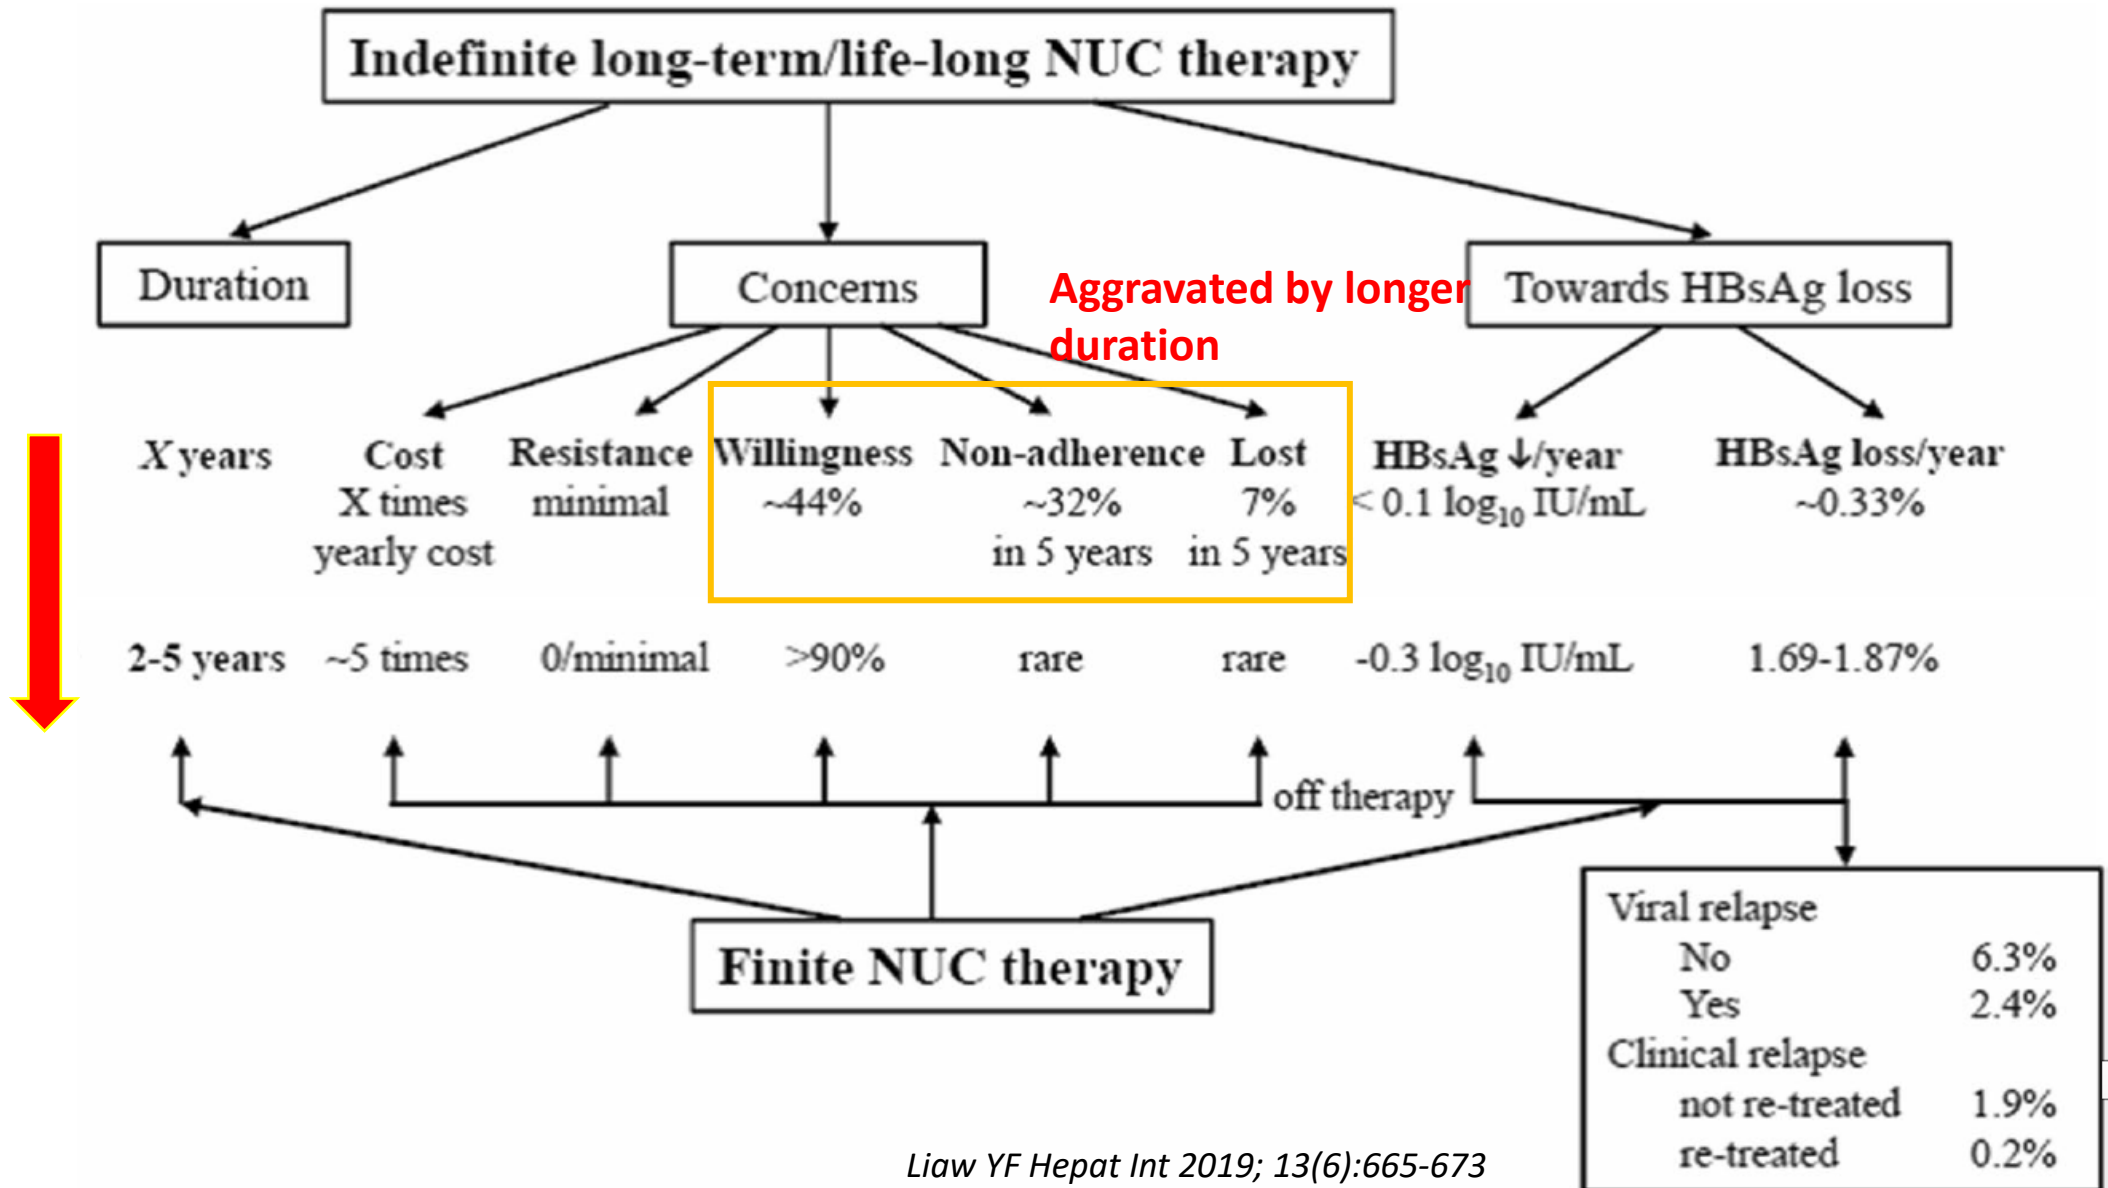 Indefinite long-term/life-long NUC therapy
Duration
Concerns
Aggravated by longer
duration
Towards HBsAg loss
X years
Cost
X times
yearly cost
Resistance
minimal
Willingness
~44%
Non-adherence
~32%
in 5 years
Lost
7%
in 5 years
HBsAg ↓/year
< 0.1 log10 IU/mL
HBsAg loss/year
~0.33%
2-5 years ~5 times 0/minimal >90% rare rare -0.3 log10 IU/mL 1.69-1.87%
off therapy
Finite NUC therapy
Viral relapse
No 6.3%
Yes 2.4%
Clinical relapse
not re-treated 1.9%
re-treated 0.2%
Liaw YF Hepat Int 2019; 13(6):665-673